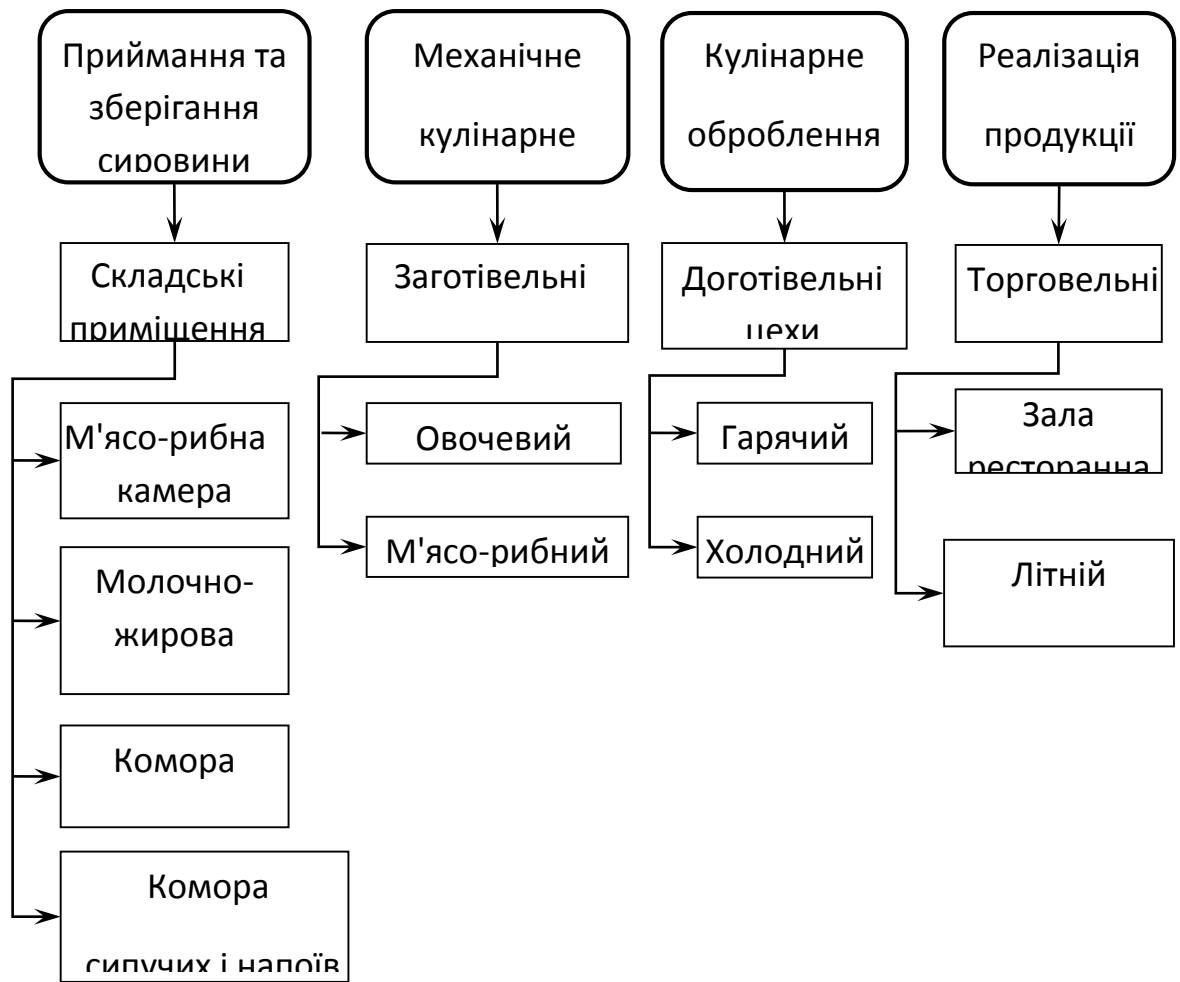 Приймання та
зберігання
сировини
Механічне
кулінарне
Кулінарне
оброблення
Реалізація
продукції
Складські
приміщення
Заготівельні
Доготівельні
цехи
Торговельні
М'ясо-рибна
камера
Молочно-
жирова
Комора
Комора
сипучих і напоїв
Овочевий
М'ясо-рибний
Гарячий
Холодний
Зала
ресторанна
Літній